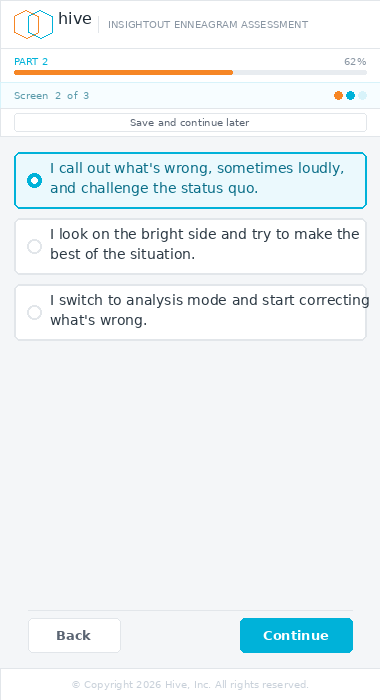 hive
INSIGHTOUT ENNEAGRAM ASSESSMENT
PART 2
62%
Screen 2 of 3
Save and continue later
I call out what's wrong, sometimes loudly,
and challenge the status quo.
I look on the bright side and try to make the
best of the situation.
I switch to analysis mode and start correcting
what's wrong.
Back
Continue
© Copyright 2026 Hive, Inc. All rights reserved.